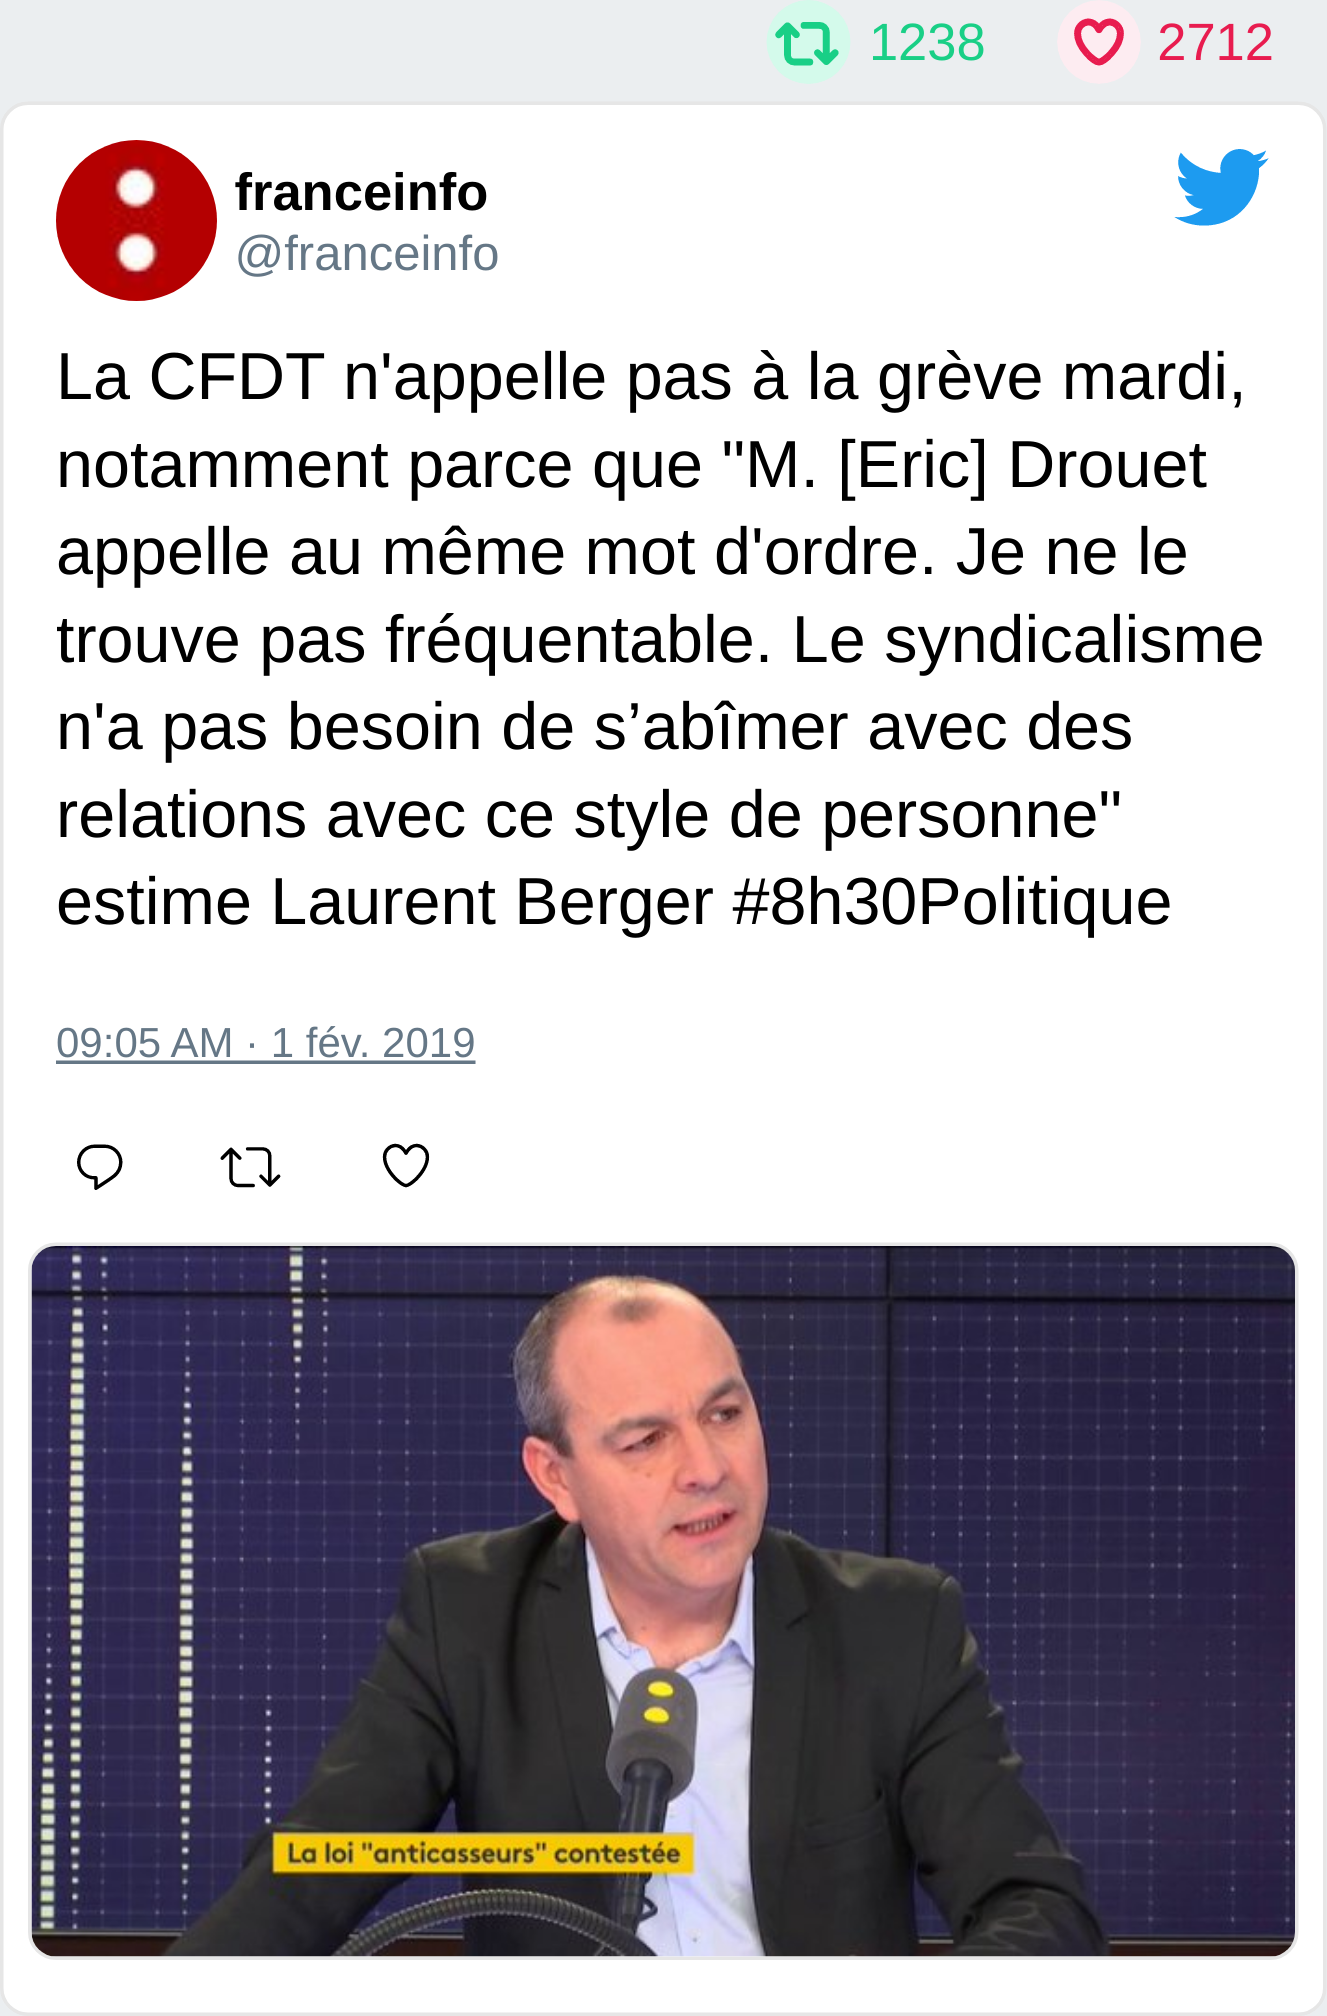 1238 2712
franceinfo
@franceinfo
La CFDT n'appelle pas à la grève mardi,
notamment parce que "M. [Eric] Drouet
appelle au même mot d'ordre. Je ne le
trouve pas fréquentable. Le syndicalisme
n'a pas besoin de s’abîmer avec des
relations avec ce style de personne"
estime Laurent Berger #8h30Politique
09:05 AM · 1 fév. 2019
La loi "anticasseurs" contestée